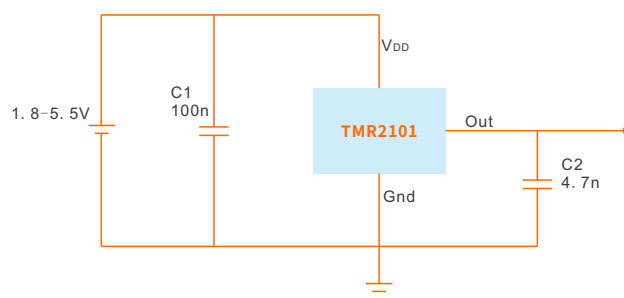 VDD
C1
100n
1.8-5.5V
TMR2101
Out
C2
4.7n
Gnd